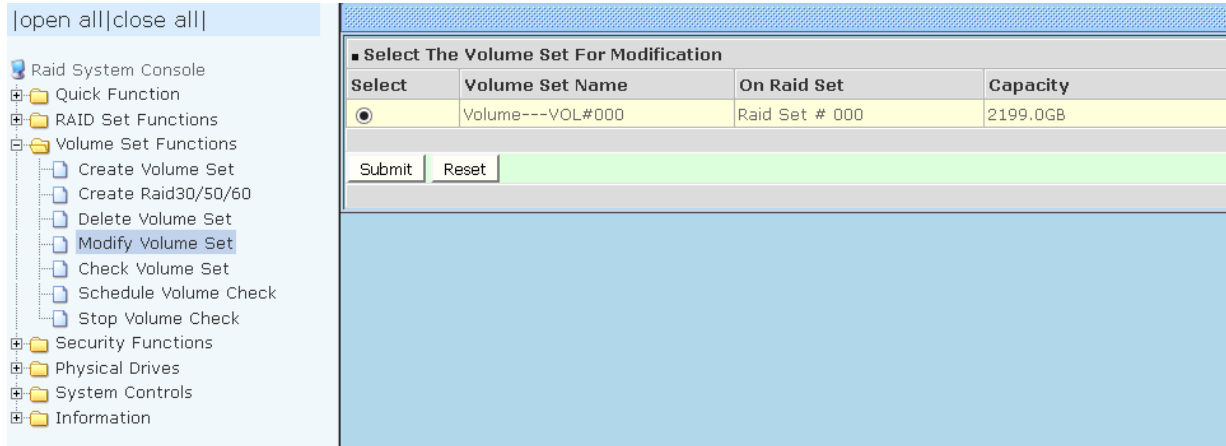 |open all|close all|
Raid System Console
Quick Function
RAID Set Functions
Volume Set Functions
Create Volume Set
Create Raid30/50/60
Delete Volume Set
Modify Volume Set
Check Volume Set
Schedule Volume Check
Stop Volume Check
Security Functions
Physical Drives
System Controls
Information
Select The Volume Set For Modification
Select Volume Set Name On Raid Set Capacity
Volume---VOL#000 Raid Set # 000 2199.0GB
Submit Reset